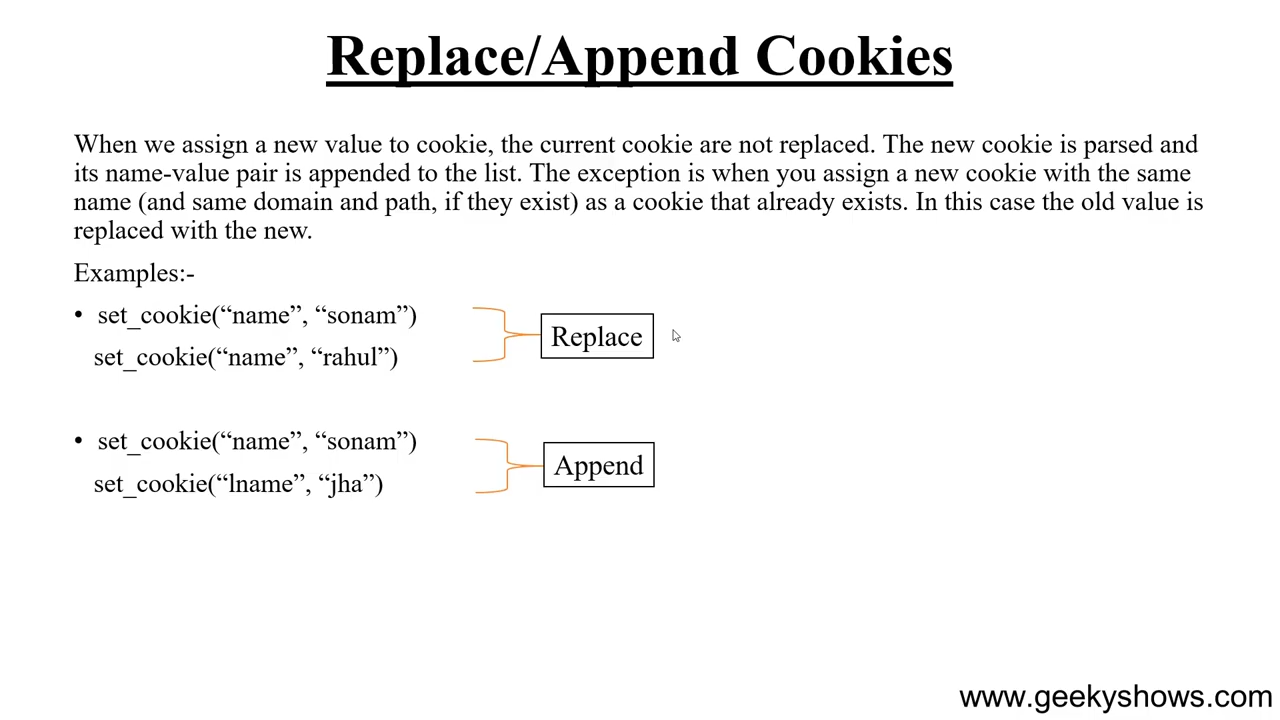 Replace/Append Cookies
When we assign a new value to cookie, the current cookie are not replaced. The new cookie is parsed and
its name-value pair is appended to the list. The exception is when you assign a new cookie with the same
name (and same domain and path, if they exist) as a cookie that already exists. In this case the old value is
replaced with the new.
Examples:-
• set_cookie(“name”, “sonam”)
set_cookie(“name”, “rahul”)
Replace
• set_cookie(“name”, “sonam”)
set_cookie(“lname”, “jha”)
Append
www.geekyshows.com